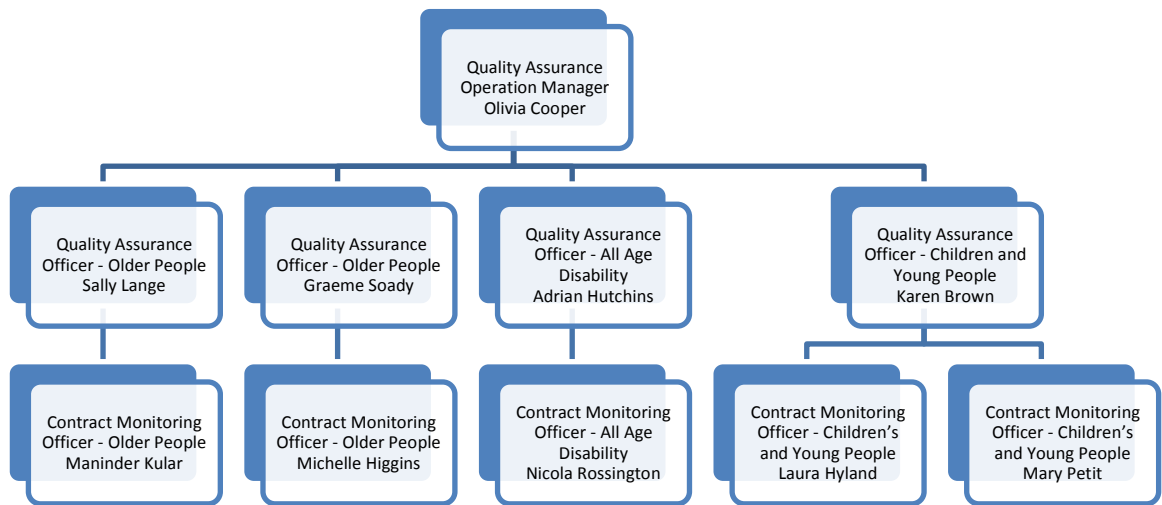 Quality Assurance
Operation Manager
Olivia Cooper
Quality Assurance
Officer - Older People
Sally Lange
Quality Assurance
Officer - Older People
Graeme Soady
Quality Assurance
Officer - All Age
Disability
Adrian Hutchins
Quality Assurance
Officer - Children and
Young People
Karen Brown
Contract Monitoring
Officer - Older People
Maninder Kular
Contract Monitoring
Officer - Older People
Michelle Higgins
Contract Monitoring
Officer - All Age
Disability
Nicola Rossington
Contract Monitoring
Officer - Children’s
and Young People
Laura Hyland
Contract Monitoring
Officer - Children’s
and Young People
Mary Petit